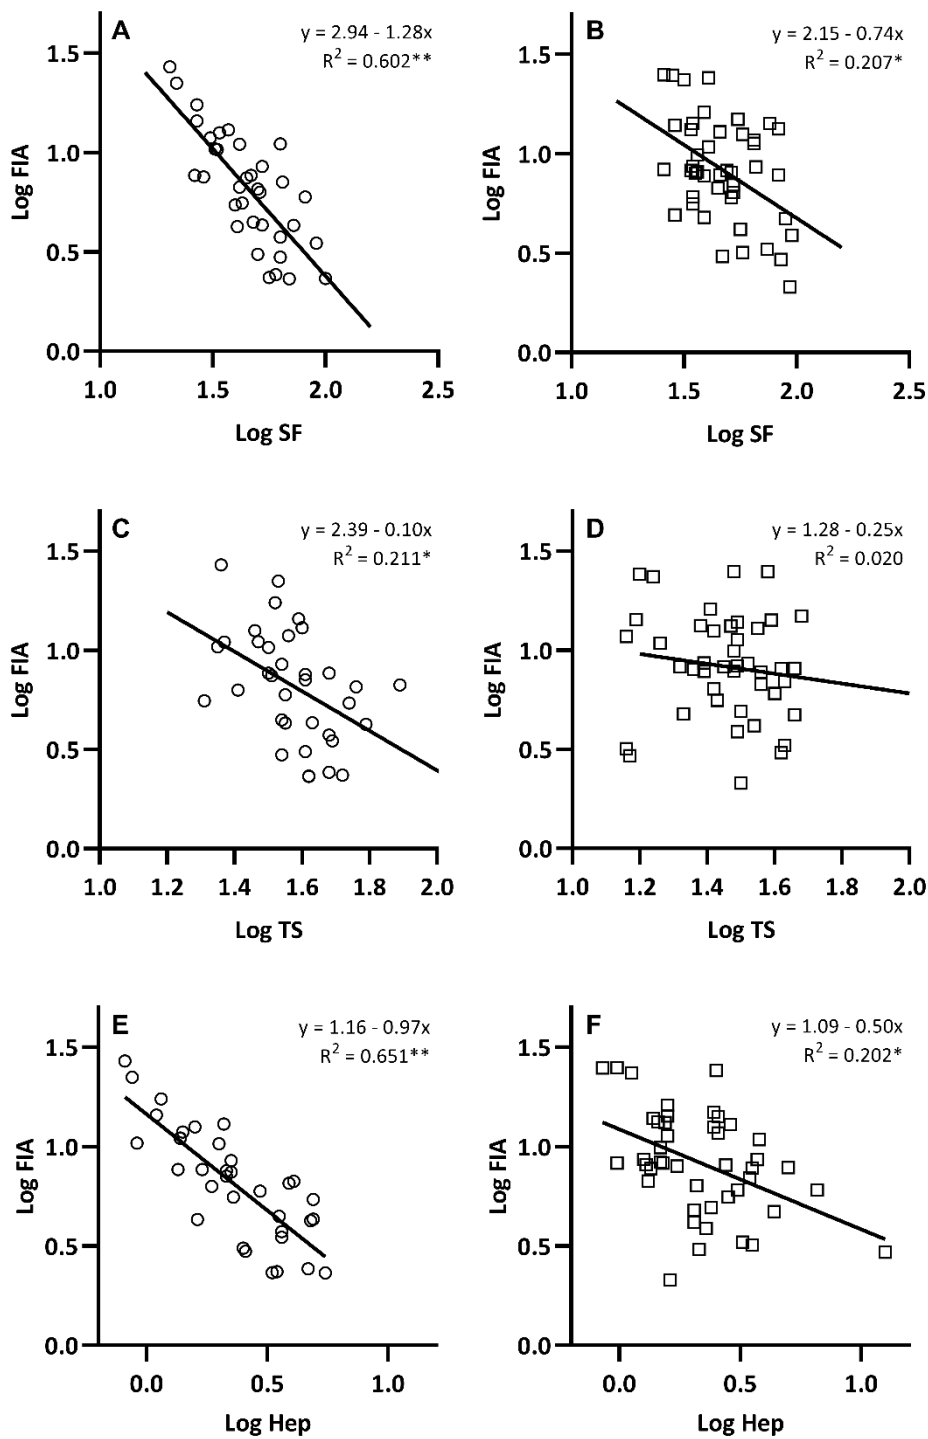 A
y = 2.94 - 1.28x
R² = 0.602**
Log FIA
1.5
1.0
0.5
0.0
1.0 1.5 2.0 2.5
Log SF
B
y = 2.15 - 0.74x
R² = 0.207*
Log FIA
1.5
1.0
0.5
0.0
1.0 1.5 2.0 2.5
Log SF
C
y = 2.39 - 0.10x
R² = 0.211*
Log FIA
1.5
1.0
0.5
0.0
1.0 1.2 1.4 1.6 1.8 2.0
Log TS
D
y = 1.28 - 0.25x
R² = 0.020
Log FIA
1.5
1.0
0.5
0.0
1.0 1.2 1.4 1.6 1.8 2.0
Log TS
E
y = 1.16 - 0.97x
R² = 0.651**
Log FIA
1.5
1.0
0.5
0.0
0.0 0.5 1.0
Log Hep
F
y = 1.09 - 0.50x
R² = 0.202*
Log FIA
1.5
1.0
0.5
0.0
0.0 0.5 1.0
Log Hep